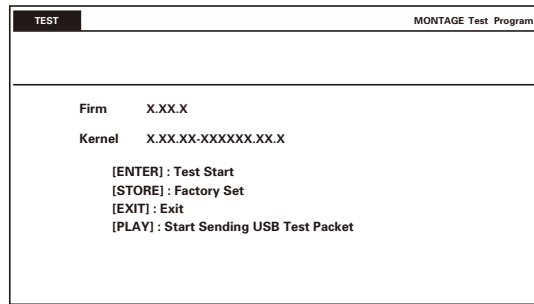 TEST
MONTAGE Test Program
Firm X.XX.X
Kernel X.XX.XX-XXXXXX.XX.X
[ENTER] : Test Start
[STORE] : Factory Set
[EXIT] : Exit
[PLAY] : Start Sending USB Test Packet